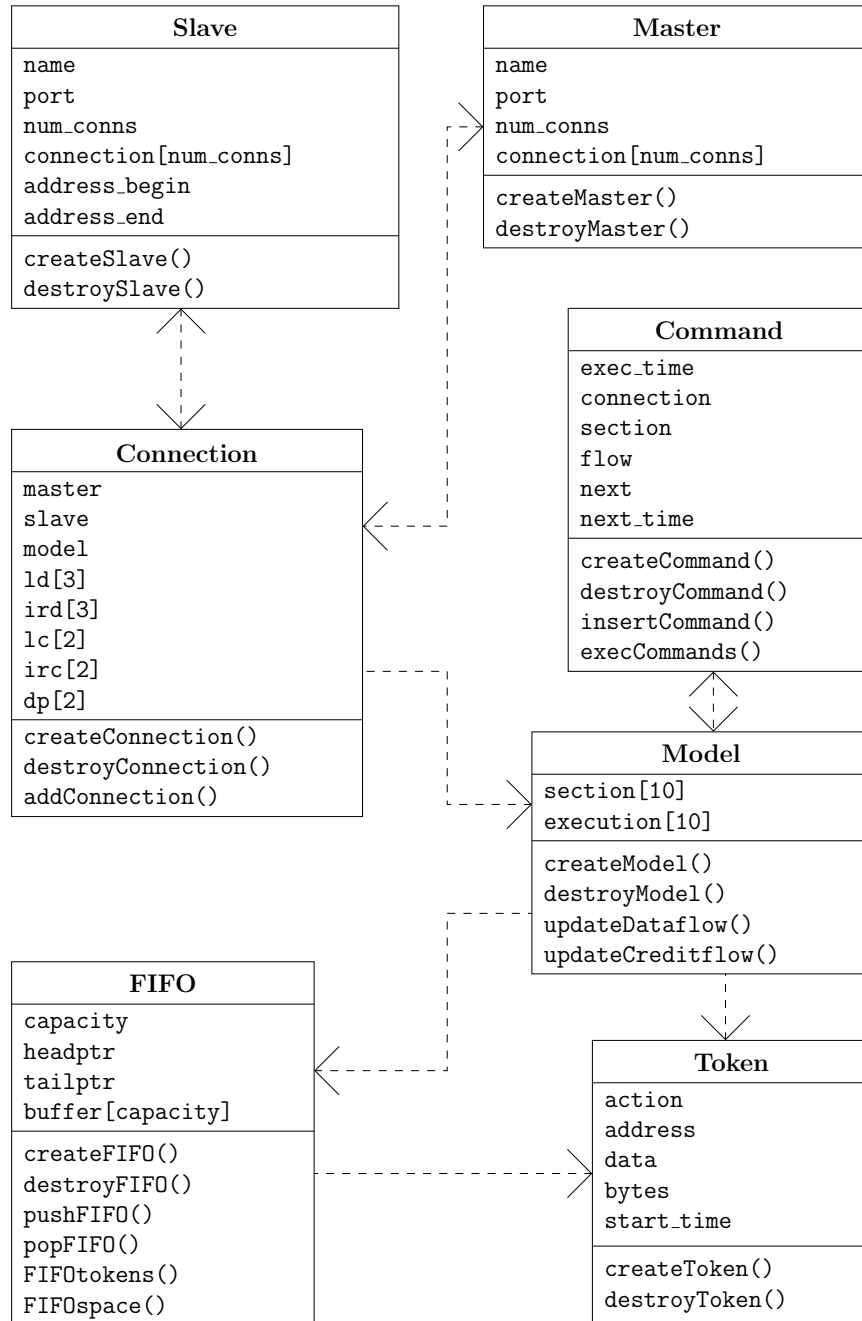 Slave
name
port
num_conns
connection[num_conns]
address_begin
address_end
createSlave()
destroySlave()
Master
name
port
num_conns
connection[num_conns]
createMaster()
destroyMaster()
Command
exec_time
connection
section
flow
next
next_time
createCommand()
destroyCommand()
insertCommand()
execCommands()
Connection
master
slave
model
ld[3]
ird[3]
lc[2]
irc[2]
dp[2]
createConnection()
destroyConnection()
addConnection()
Model
section[10]
execution[10]
createModel()
destroyModel()
updateDataflow()
updateCreditflow()
FIFO
capacity
headptr
tailptr
buffer[capacity]
createFIFO()
destroyFIFO()
pushFIFO()
popFIFO()
FIFOtokens()
FIFOspace()
Token
action
address
data
bytes
start_time
createToken()
destroyToken()